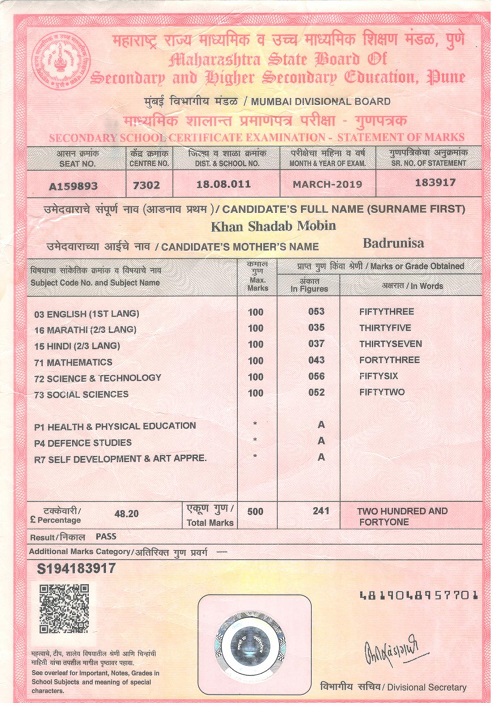 महाराष्ट्र राज्य माध्यमिक व उच्च माध्यमिक शिक्षण मंडळ, पुणे
Maharashtra State Board Of
Secondary and Higher Secondary Education, Pune
मुंबई विभागीय मंडळ / MUMBAI DIVISIONAL BOARD
माध्यमिक शालान्त प्रमाणपत्र परीक्षा - गुणपत्रक
SECONDARY SCHOOL CERTIFICATE EXAMINATION - STATEMENT OF MARKS
आसन क्रमांक केंद्र क्रमांक जिल्हा व शाळा क्रमांक परीक्षेचा महिना व वर्ष गुणपत्रिकेचा अनुक्रमांक
SEAT NO. CENTRE NO. DIST. & SCHOOL NO. MONTH & YEAR OF EXAM. SR. NO. OF STATEMENT
A159893 7302 18.08.011 MARCH-2019 183917
उमेदवाराचे संपूर्ण नाव (आडनाव प्रथम) / CANDIDATE'S FULL NAME (SURNAME FIRST)
Khan Shadab Mobin
उमेदवाराच्या आईचे नाव / CANDIDATE'S MOTHER'S NAME Badrunisa
विषयाचा सांकेतिक क्रमांक व विषयाचे नाव
Subject Code No. and Subject Name
कमाल
गुण
Max.
Marks
प्राप्त गुण किंवा श्रेणी / Marks or Grade Obtained
अंकात
In Figures
अक्षरात / In Words
03 ENGLISH (1ST LANG) 100 053 FIFTYTHREE
16 MARATHI (2/3 LANG) 100 035 THIRTYFIVE
15 HINDI (2/3 LANG) 100 037 THIRTYSEVEN
71 MATHEMATICS 100 043 FORTYTHREE
72 SCIENCE & TECHNOLOGY 100 056 FIFTYSIX
73 SOCIAL SCIENCES 100 052 FIFTYTWO
P1 HEALTH & PHYSICAL EDUCATION * A
P4 DEFENCE STUDIES * A
R7 SELF DEVELOPMENT & ART APPRE. * A
टक्केवारी /
£ Percentage
48.20
एकूण गुण /
Total Marks
500 241 TWO HUNDRED AND
FORTYONE
Result/निकाल PASS
Additional Marks Category/अतिरिक्त गुण प्रवर्ग —
S194183917
4819048957701
महत्वाचे, टीप, शालेय विषयातील श्रेणी आणि चिन्हांची
माहिती यांचा तपशील मागील पृष्ठावर पहावा.
See overleaf for Important, Notes, Grades in
School Subjects and meaning of special
characters.
विभागीय सचिव / Divisional Secretary